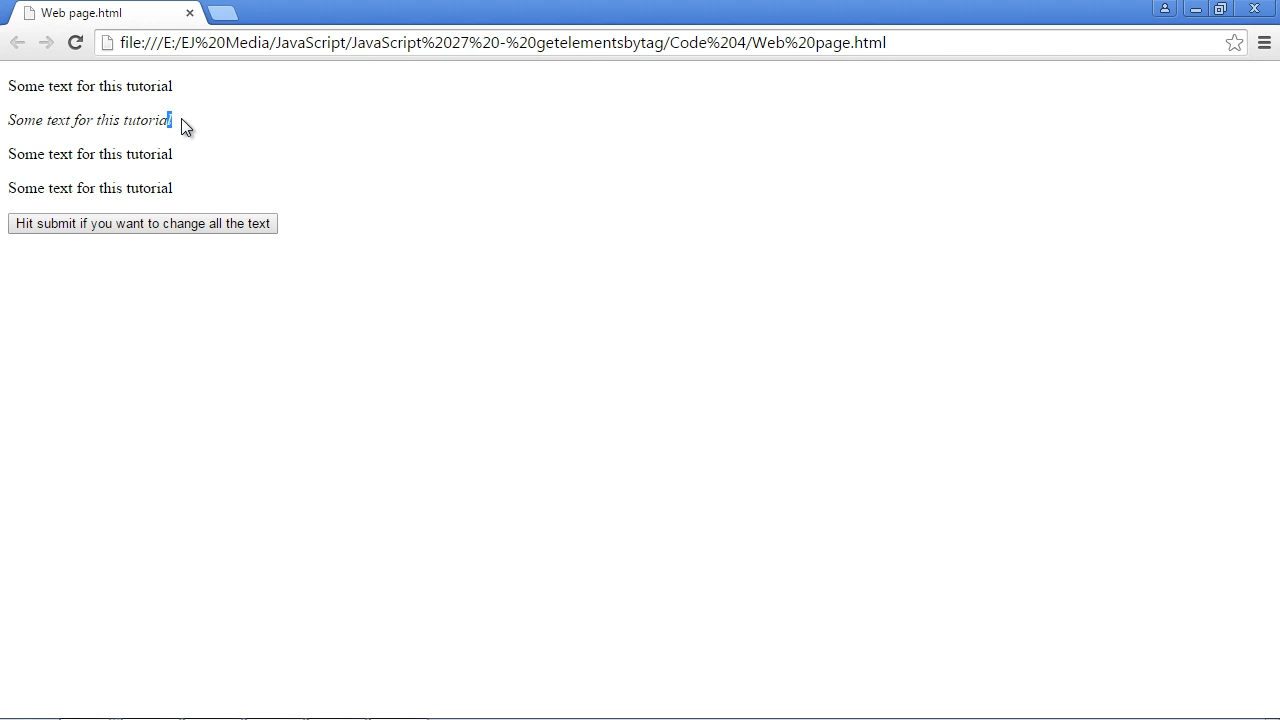 Web page.html
file:///E:/EJ%20Media/JavaScript/JavaScript%2027%20-%20getelementsbytag/Code%204/Web%20page.html
Some text for this tutorial
Some text for this tutorial
Some text for this tutorial
Some text for this tutorial
Hit submit if you want to change all the text